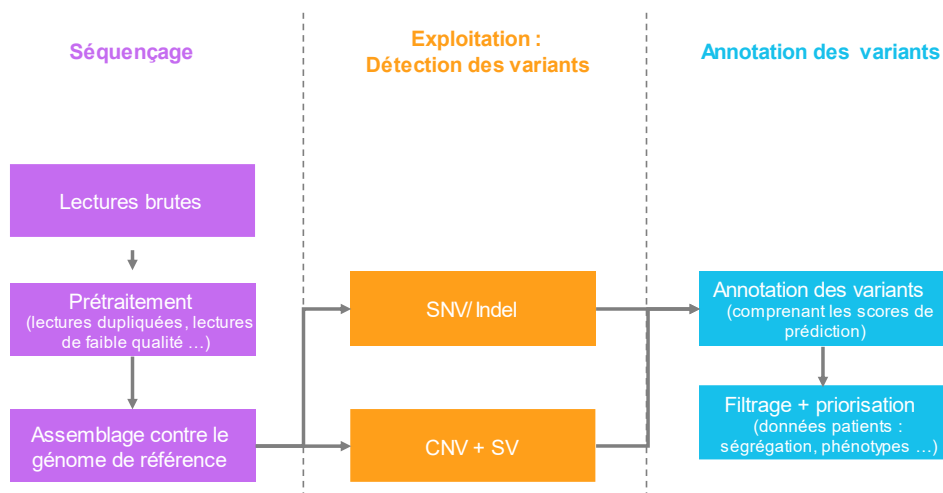 Séquençage
Exploitation :
Détection des variants
Annotation des variants
Lectures brutes
Prétraitement
(lectures dupliquées, lectures
de faible qualité ...)
Assemblage contre le
génome de référence
SNV/ Indel
CNV + SV
Annotation des variants
(comprenant les scores de
prédiction)
Filtrage + priorisation
(données patients :
ségrégation, phénotypes ...)